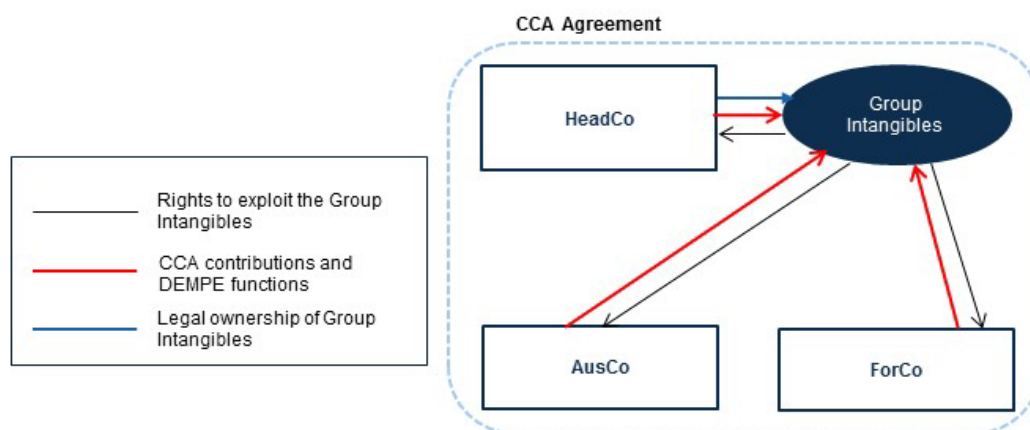 CCA Agreement
HeadCo
Group
Intangibles
Rights to exploit the Group
Intangibles
CCA contributions and
DEMPE functions
Legal ownership of Group
Intangibles
AusCo
ForCo